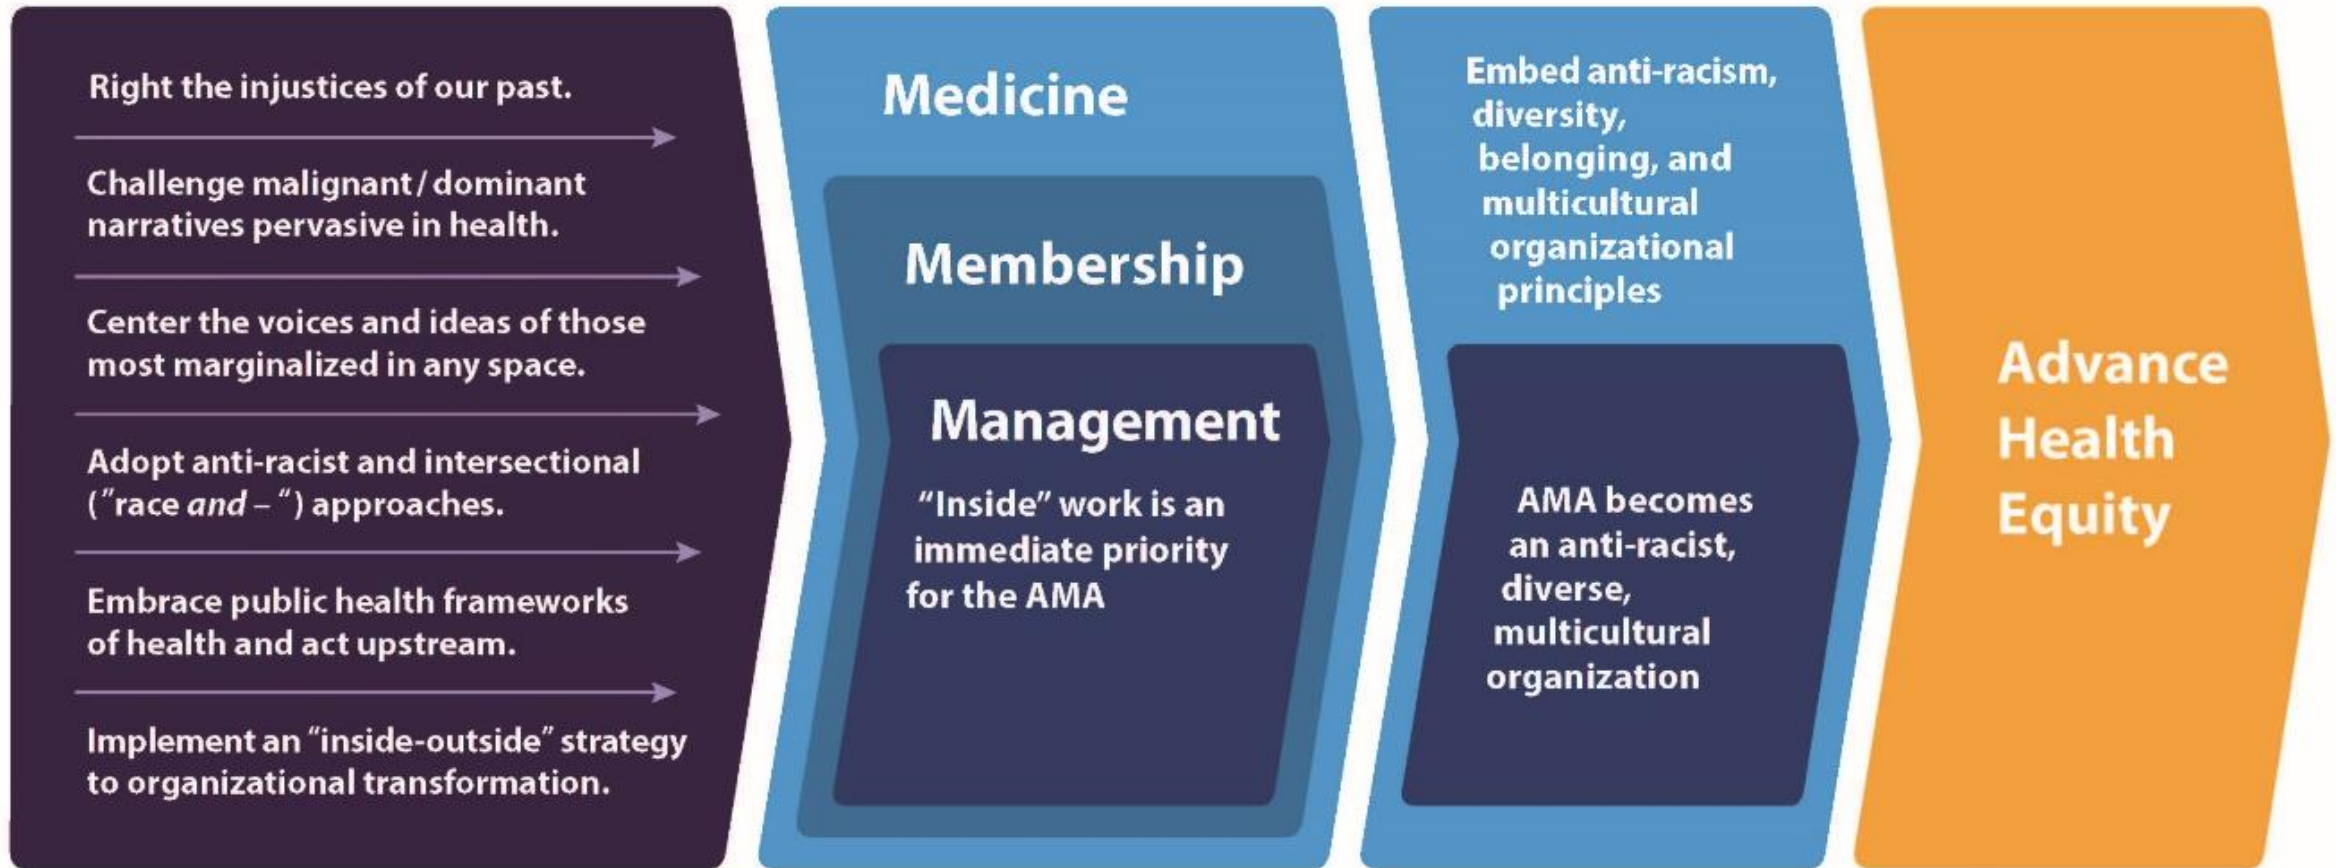 Right the injustices of our past.
Challenge malignant / dominant
narratives pervasive in health.
Center the voices and ideas of those
most marginalized in any space.
Adopt anti-racist and intersectional
("race and – “) approaches.
Embrace public health frameworks
of health and act upstream.
Implement an "inside-outside" strategy
to organizational transformation.
Medicine
Membership
Management
“Inside” work is an
immediate priority
for the AMA
Embed anti-racism,
diversity,
belonging, and
multicultural
organizational
principles
AMA becomes
an anti-racist,
diverse,
multicultural
organization
Advance
Health
Equity